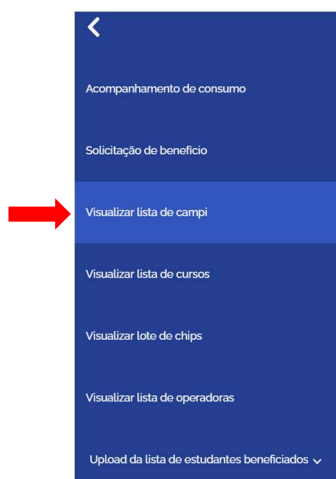 Acompanhamento de consumo
Solicitação de benefício
Visualizar lista de campi
Visualizar lista de cursos
Visualizar lote de chips
Visualizar lista de operadoras
Upload da lista de estudantes beneficiados